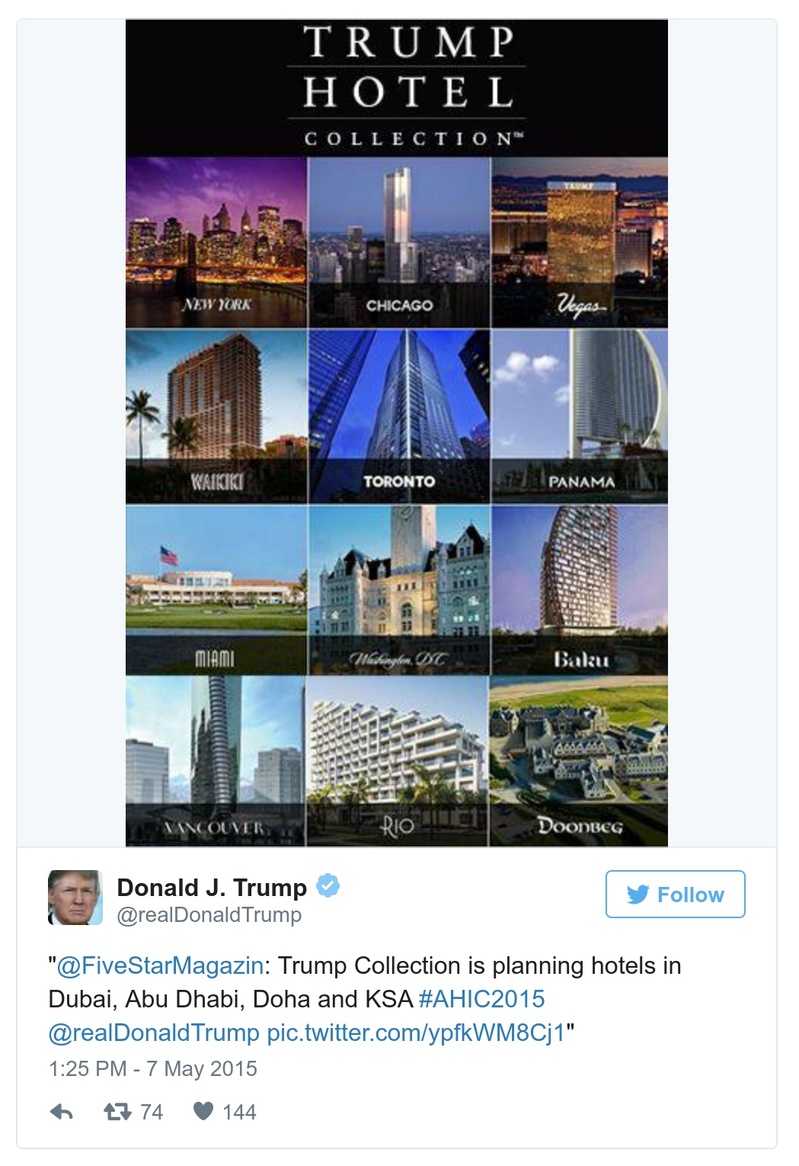 TRUMP
HOTEL
COLLECTION™
NEW YORK
CHICAGO
TRUMP
Vegas
WAIKIKI
TORONTO
PANAMA
MIAMI
Washington, DC
Baku
VANCOUVER
RIO
DOONBEG
Donald J. Trump
@realDonaldTrump
Follow
"@FiveStarMagazin: Trump Collection is planning hotels in
Dubai, Abu Dhabi, Doha and KSA #AHIC2015
@realDonaldTrump pic.twitter.com/ypfkWM8Cj1"
1:25 PM - 7 May 2015
74 144